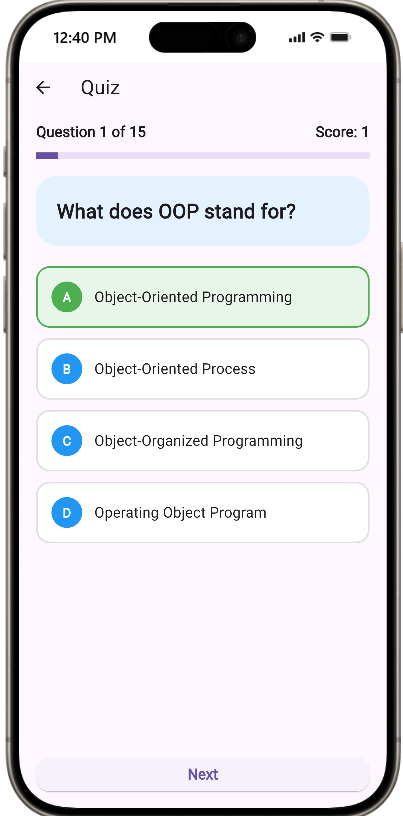 12:40 PM
Quiz
Question 1 of 15 Score: 1
What does OOP stand for?
A Object-Oriented Programming
B Object-Oriented Process
C Object-Organized Programming
D Operating Object Program
Next